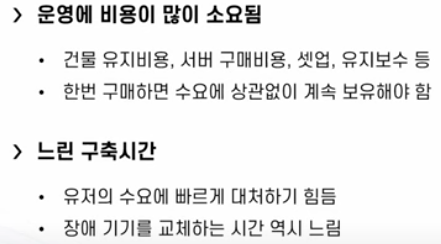 › 운영에 비용이 많이 소요됨
• 건물 유지비용, 서버 구매비용, 셋업, 유지보수 등
• 한번 구매하면 수요에 상관없이 계속 보유해야 함
› 느린 구축시간
• 유저의 수요에 빠르게 대처하기 힘듬
• 장애 기기를 교체하는 시간 역시 느림